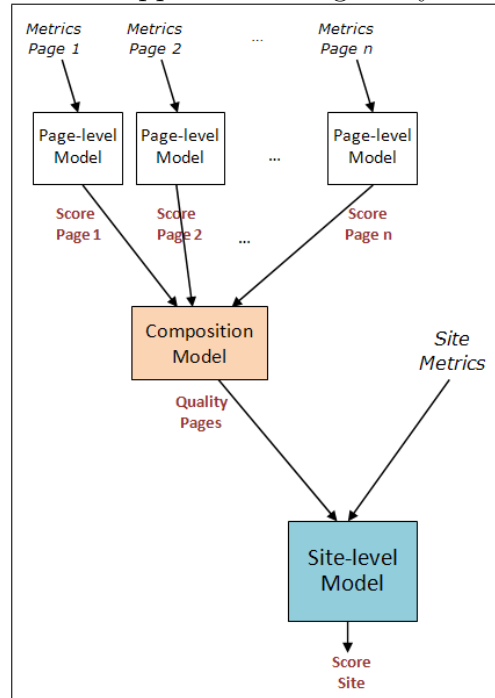 Metrics Page 1
Metrics Page 2
...
Metrics Page n
Page-level Model
Page-level Model
...
Page-level Model
Score Page 1
Score Page 2
...
Score Page n
Composition Model
Site Metrics
Quality Pages
Site-level Model
Score Site